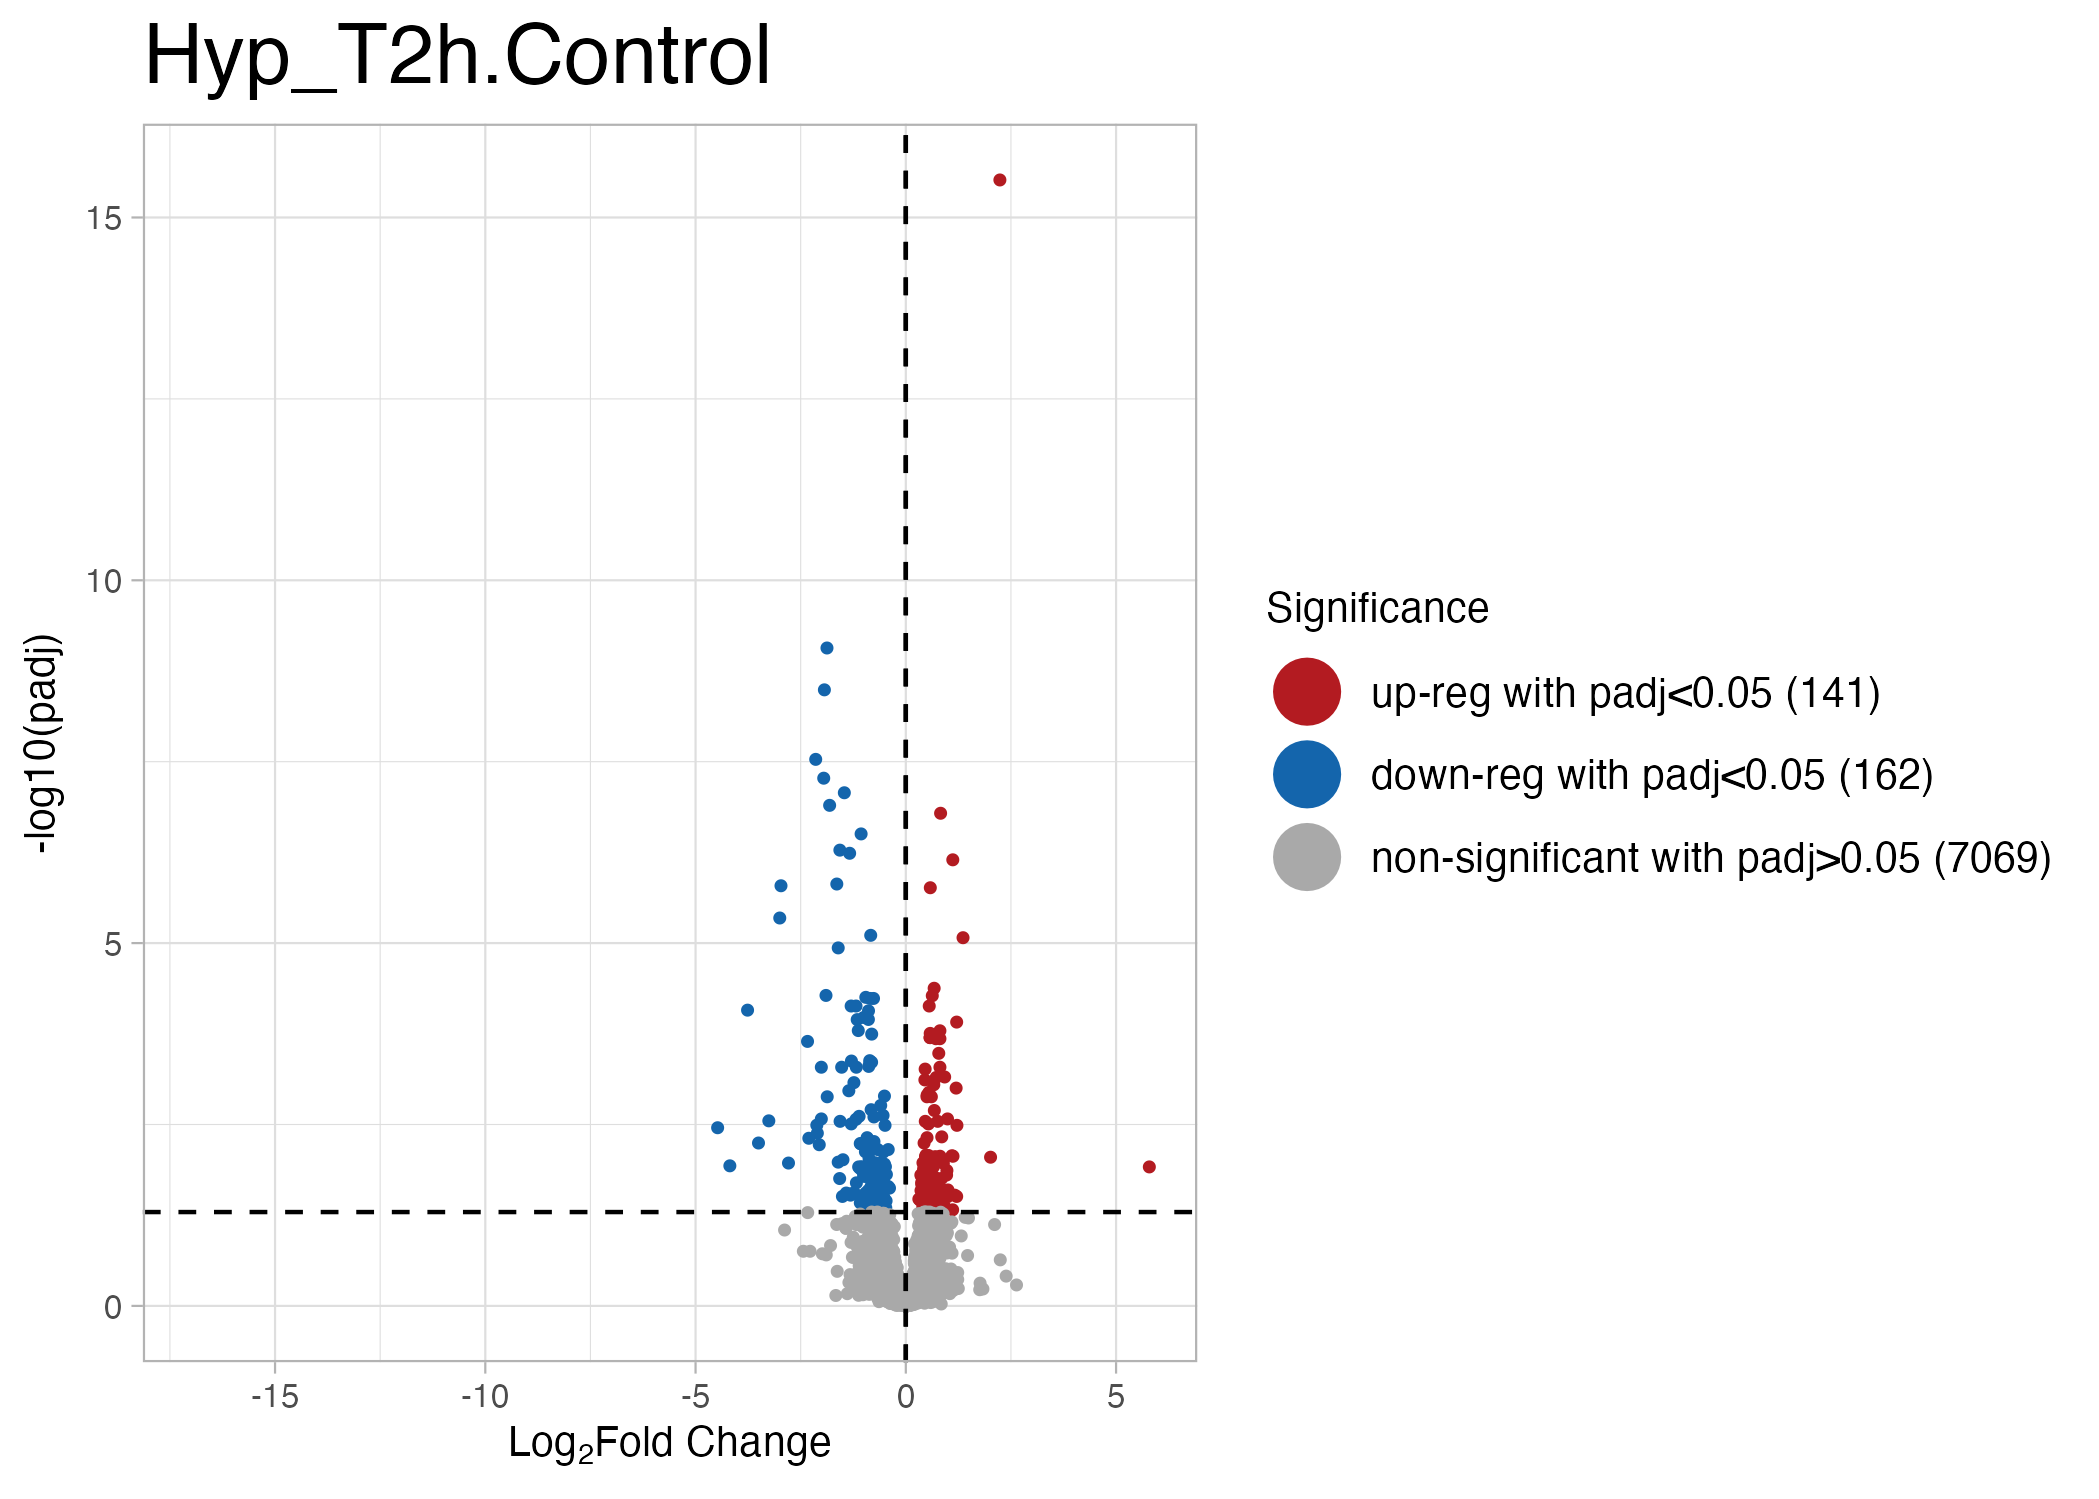 Hyp_T2h.Control
15
10
5
0
-log10(padj)
-15 -10 -5 0 5
Log₂Fold Change
Significance
up-reg with padj<0.05 (141)
down-reg with padj<0.05 (162)
non-significant with padj>0.05 (7069)